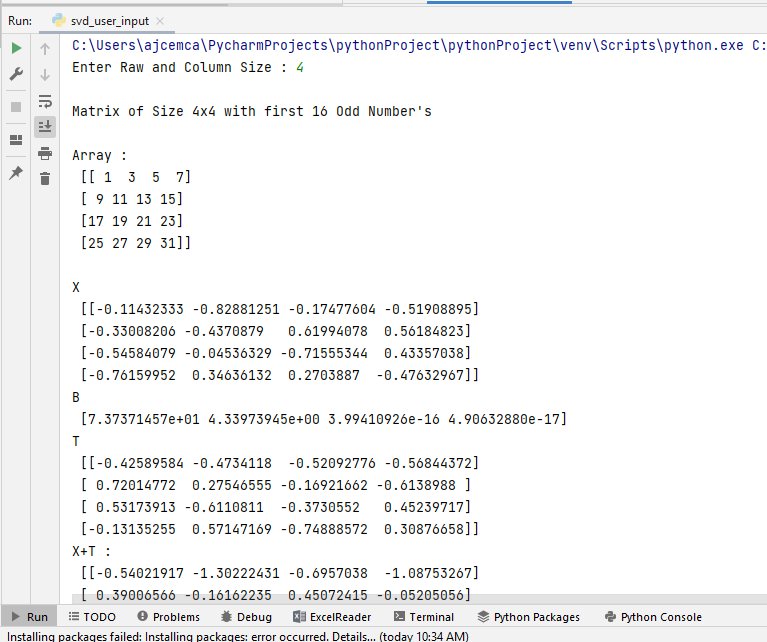 Run: svd_user_input
C:\Users\ajcemca\PycharmProjects\pythonProject\pythonProject\venv\Scripts\python.exe C:
Enter Raw and Column Size : 4
Matrix of Size 4x4 with first 16 Odd Number's
Array :
[[ 1  3  5  7]
[ 9 11 13 15]
[17 19 21 23]
[25 27 29 31]]
X
[[-0.11432333 -0.82881251 -0.17477604 -0.51908895]
[-0.33008206 -0.4370879   0.61994078  0.56184823]
[-0.54584079 -0.04536329 -0.71555344  0.43357038]
[-0.76159952  0.34636132  0.2703887  -0.47632967]]
B
[7.37371457e+01 4.33973945e+00 3.99410926e-16 4.90632880e-17]
T
[[-0.42589584 -0.4734118  -0.52092776 -0.56844372]
[ 0.72014772  0.27546555 -0.16921662 -0.6138988 ]
[ 0.53173913 -0.6110811  -0.3730552   0.45239717]
[-0.13135255  0.57147169 -0.74888572  0.30876658]]
X+T :
[[-0.54021917 -1.30222431 -0.6957038  -1.08753267]
[ 0.39006566 -0.16162235  0.45072415 -0.05205056]
Run TODO Problems Debug ExcelReader Terminal Python Packages Python Console
Installing packages failed: Installing packages: error occurred. Details... (today 10:34 AM)